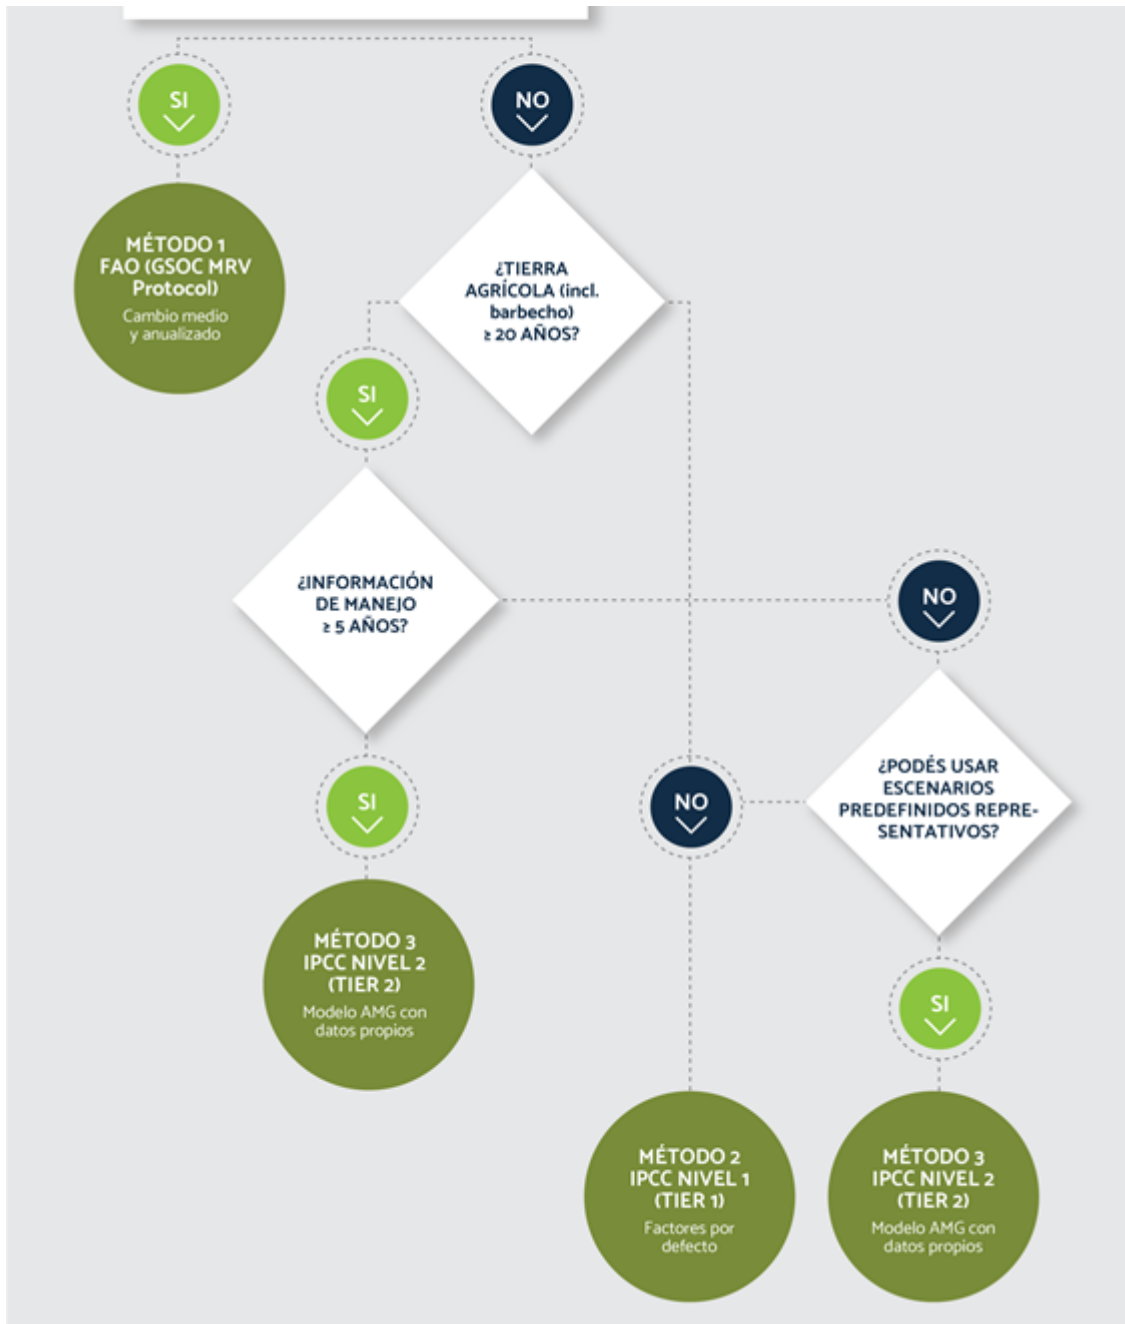 SI
NO
MÉTODO 1
FAO (GSOC MRV
Protocol)
Cambio medio
y anualizado
¿TIERRA
AGRÍCOLA (incl.
barbecho)
≥ 20 AÑOS?
SI
¿INFORMACIÓN
DE MANEJO
≥ 5 AÑOS?
NO
SI
NO
¿PODÉS USAR
ESCENARIOS
PREDEFINIDOS REPRE-
SENTATIVOS?
MÉTODO 3
IPCC NIVEL 2
(TIER 2)
Modelo AMG con
datos propios
SI
MÉTODO 2
IPCC NIVEL 1
(TIER 1)
Factores por
defecto
MÉTODO 3
IPCC NIVEL 2
(TIER 2)
Modelo AMG con
datos propios